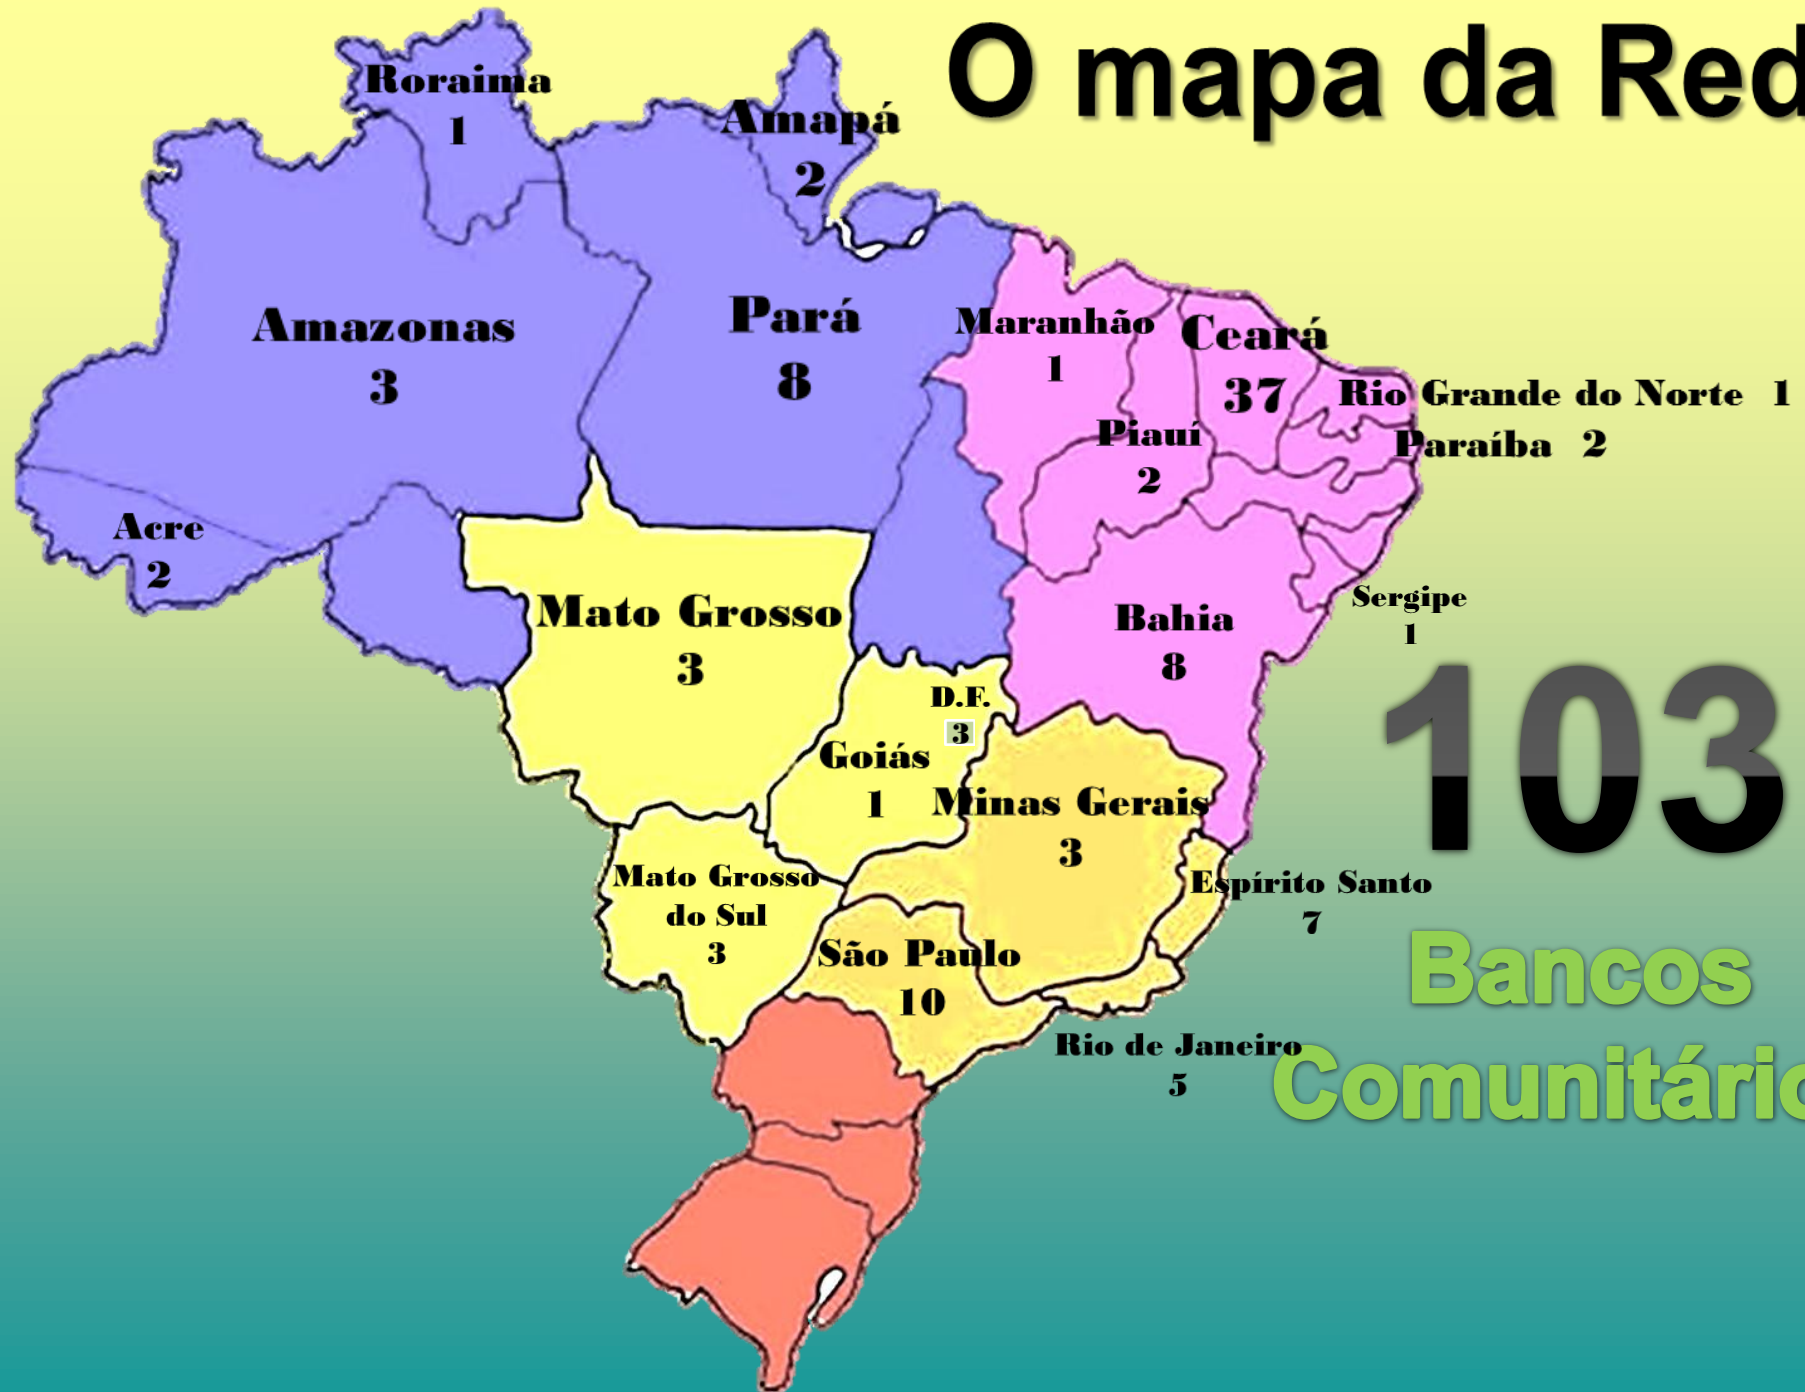 O mapa da Red
Roraima
1
Amapá
2
Amazonas
3
Pará
8
Maranhão
1
Ceará
37
Rio Grande do Norte 1
Piauí
2
Paraíba 2
Acre
2
Mato Grosso
3
Bahia
8
Sergipe
1
D.F.
3
Goiás
1
Minas Gerais
3
103
Mato Grosso
do Sul
3
Espírito Santo
7
São Paulo
10
Bancos
Rio de Janeiro
5
Comunitário